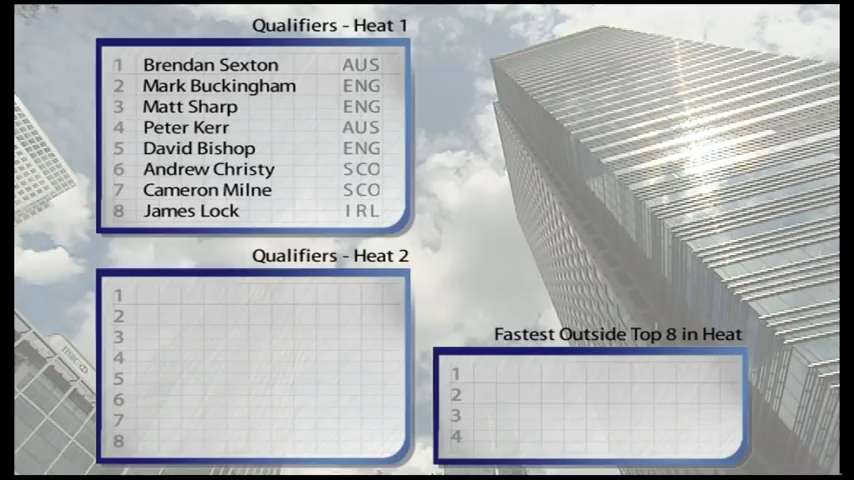 Qualifiers - Heat 1
1 Brendan Sexton AUS
2 Mark Buckingham ENG
3 Matt Sharp ENG
4 Peter Kerr AUS
5 David Bishop ENG
6 Andrew Christy SCO
7 Cameron Milne SCO
8 James Lock IRL
Qualifiers - Heat 2
1
2
3
4
5
6
7
8
Fastest Outside Top 8 in Heat
1
2
3
4
HSBC